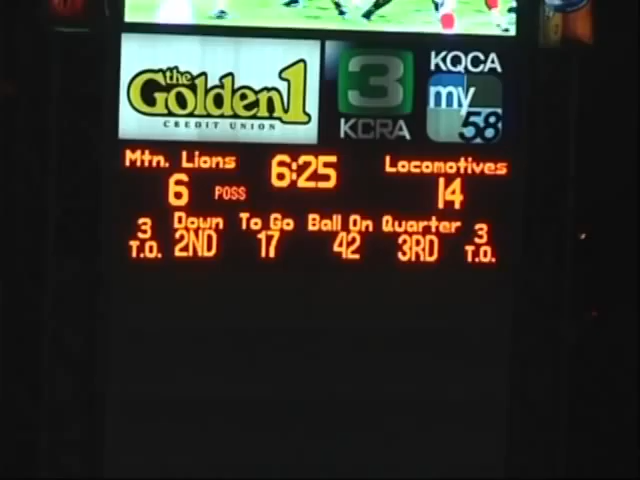 the
Golden 1
CREDIT UNION
3
KCRA
KQCA
my
58
Mtn. Lions 6:25 Locomotives
6 POSS 14
3 Down To Go Ball On Quarter 3
T.O. 2ND 17 42 3RD T.O.